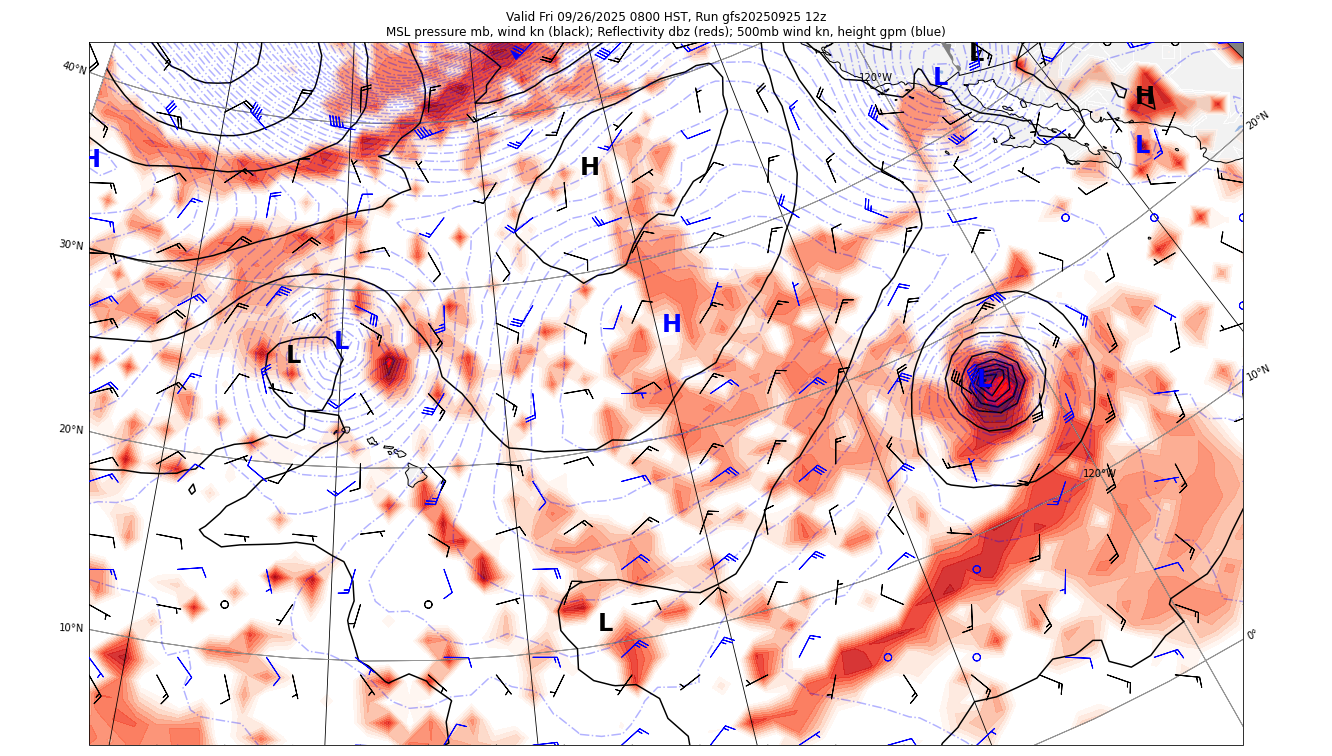 Valid Fri 09/26/2025 0800 HST, Run gfs20250925 12z
MSL pressure mb, wind kn (black); Reflectivity dbz (reds); 500mb wind kn, height gpm (blue)
L
40°N
120°W
L
H
20°N
L
H
H
30°N
H
L
L
L
10°N
20°N
120°W
L
10°N
0°